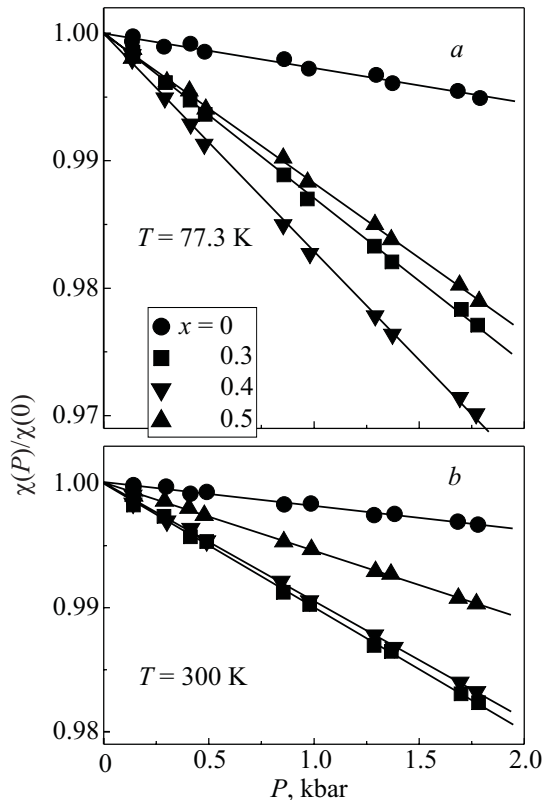 1.00
a
0.99
T = 77.3 K
0.98
x = 0
0.3
0.4
0.5
0.97
χ(P)/χ(0)
1.00
b
0.99
T = 300 K
0.98
0 0.5 1.0 1.5 2.0
P, kbar